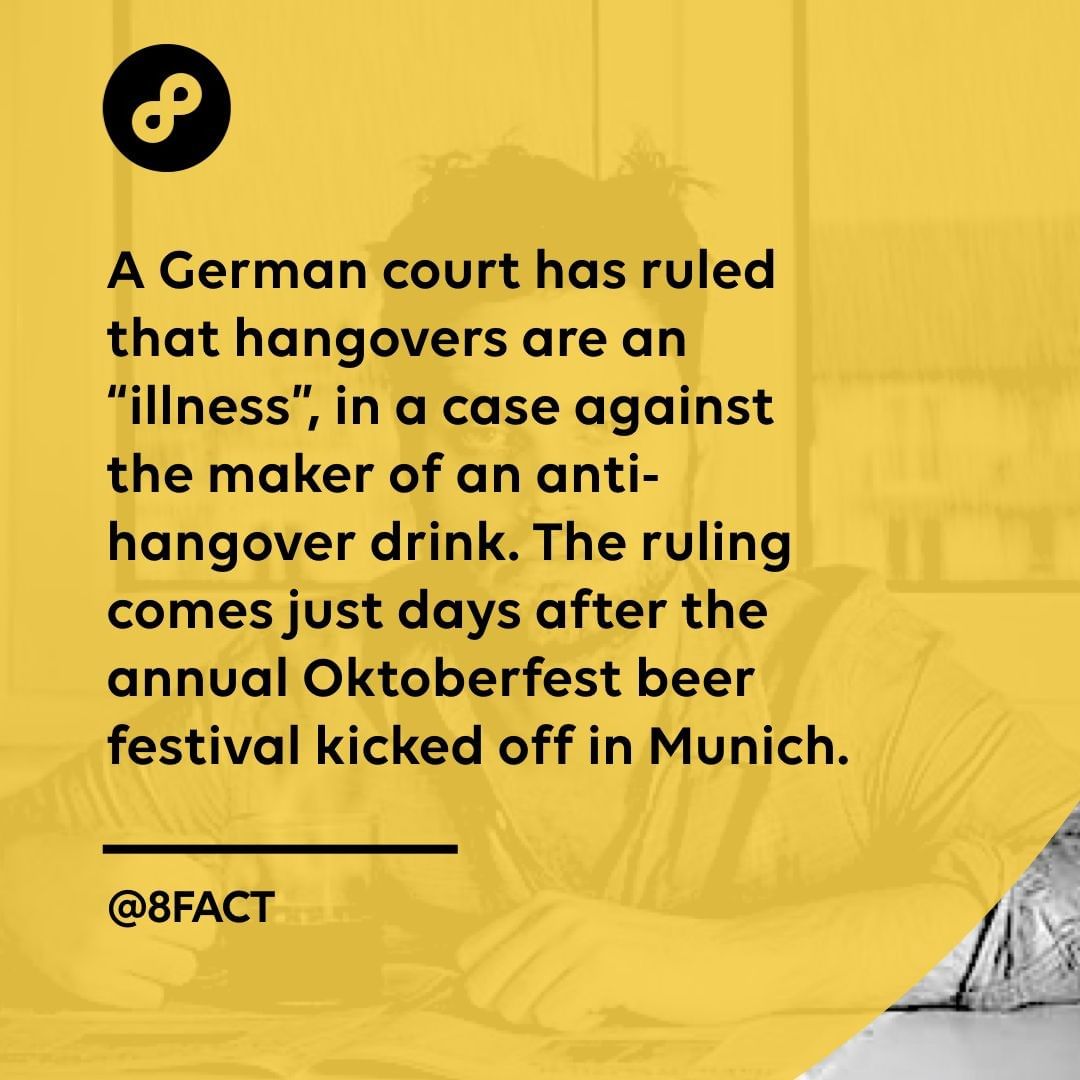 A German court has ruled
that hangovers are an
“illness”, in a case against
the maker of an anti-
hangover drink. The ruling
comes just days after the
annual Oktoberfest beer
festival kicked off in Munich.
@8FACT